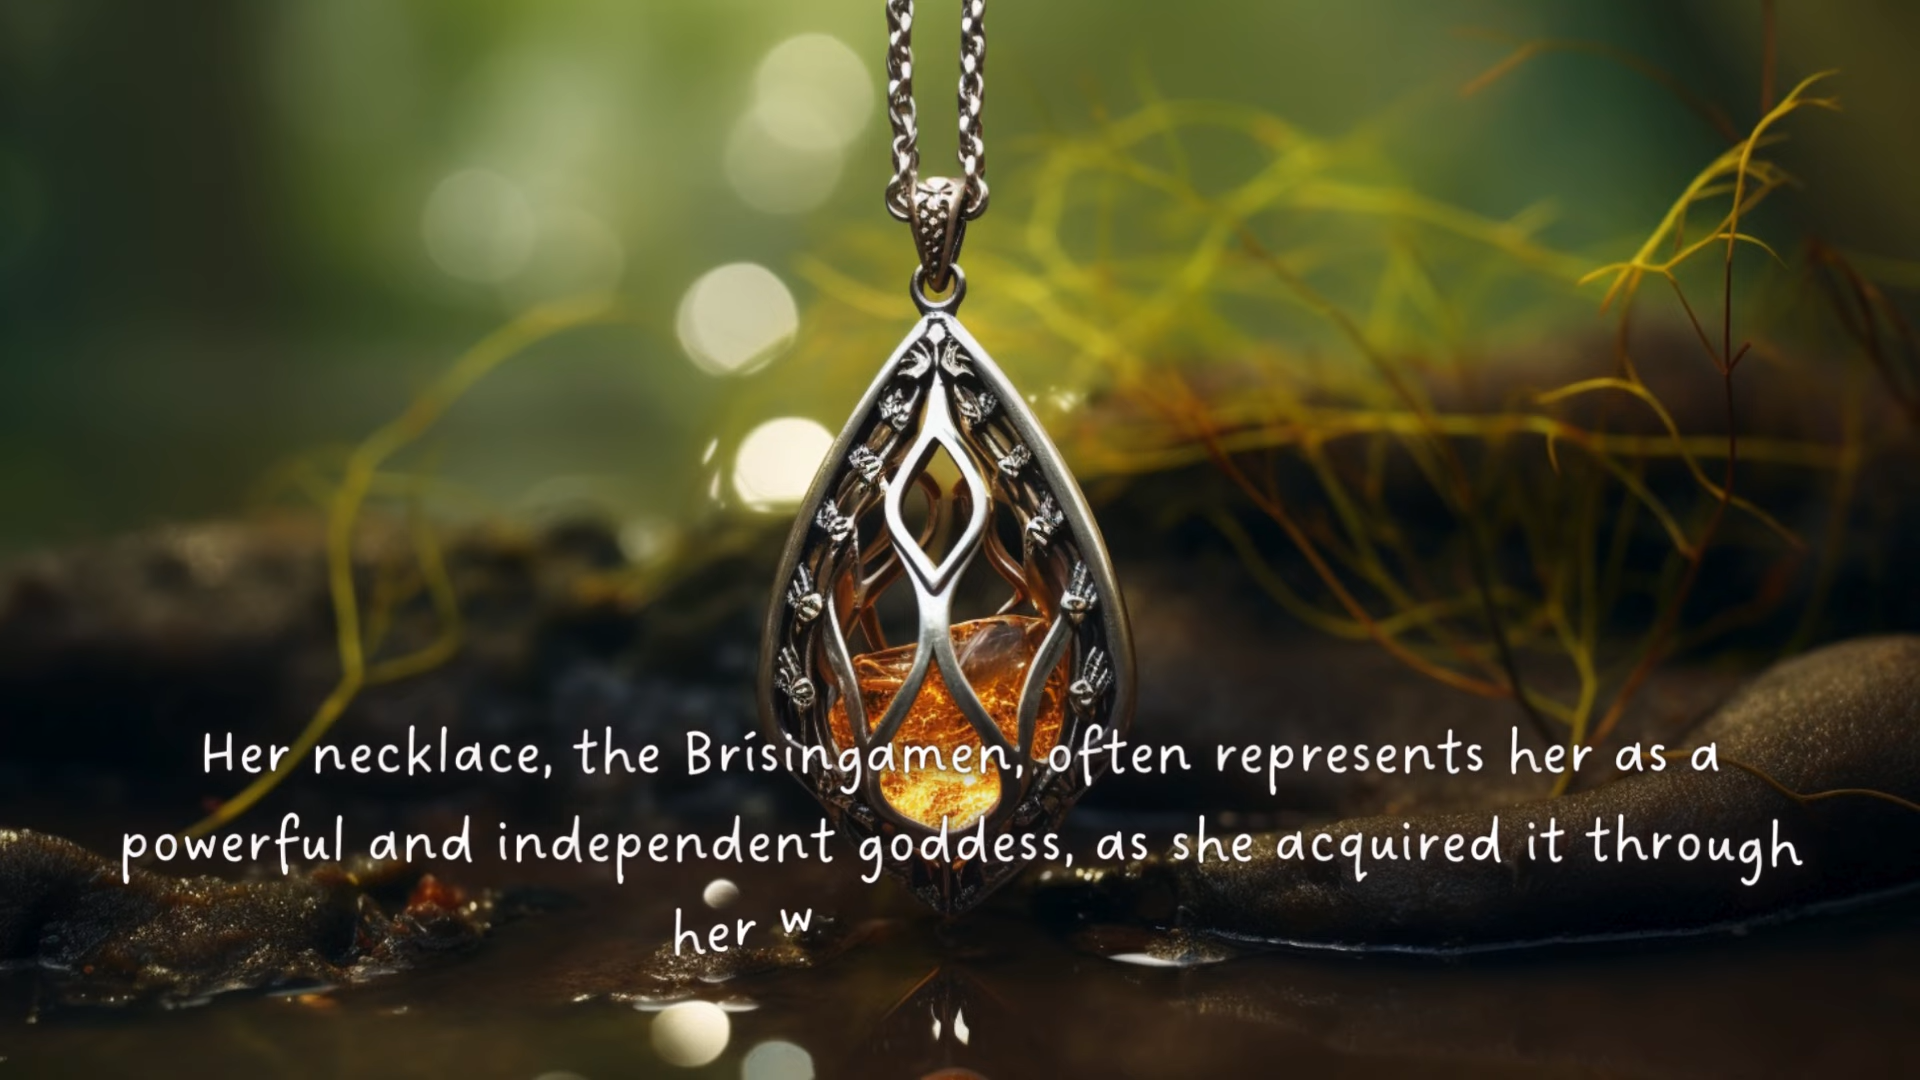 Her necklace, the Brísingamen, often represents her as a
powerful and independent goddess, as she acquired it through
her w